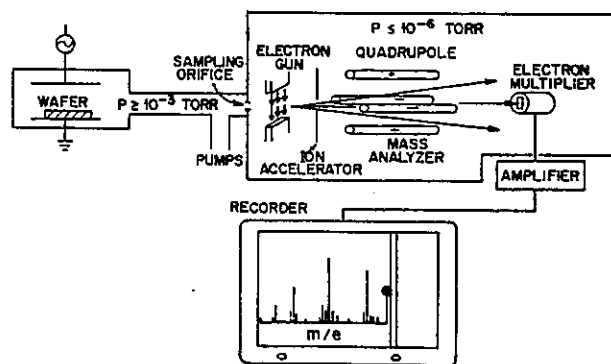 P ≤ 10⁻⁶ TORR
SAMPLING
ORIFICE
ELECTRON
GUN
QUADRUPOLE
ELECTRON
MULTIPLIER
WAFER
P ≥ 10⁻³ TORR
PUMPS
ION
ACCELERATOR
MASS
ANALYZER
AMPLIFIER
RECORDER
m/e